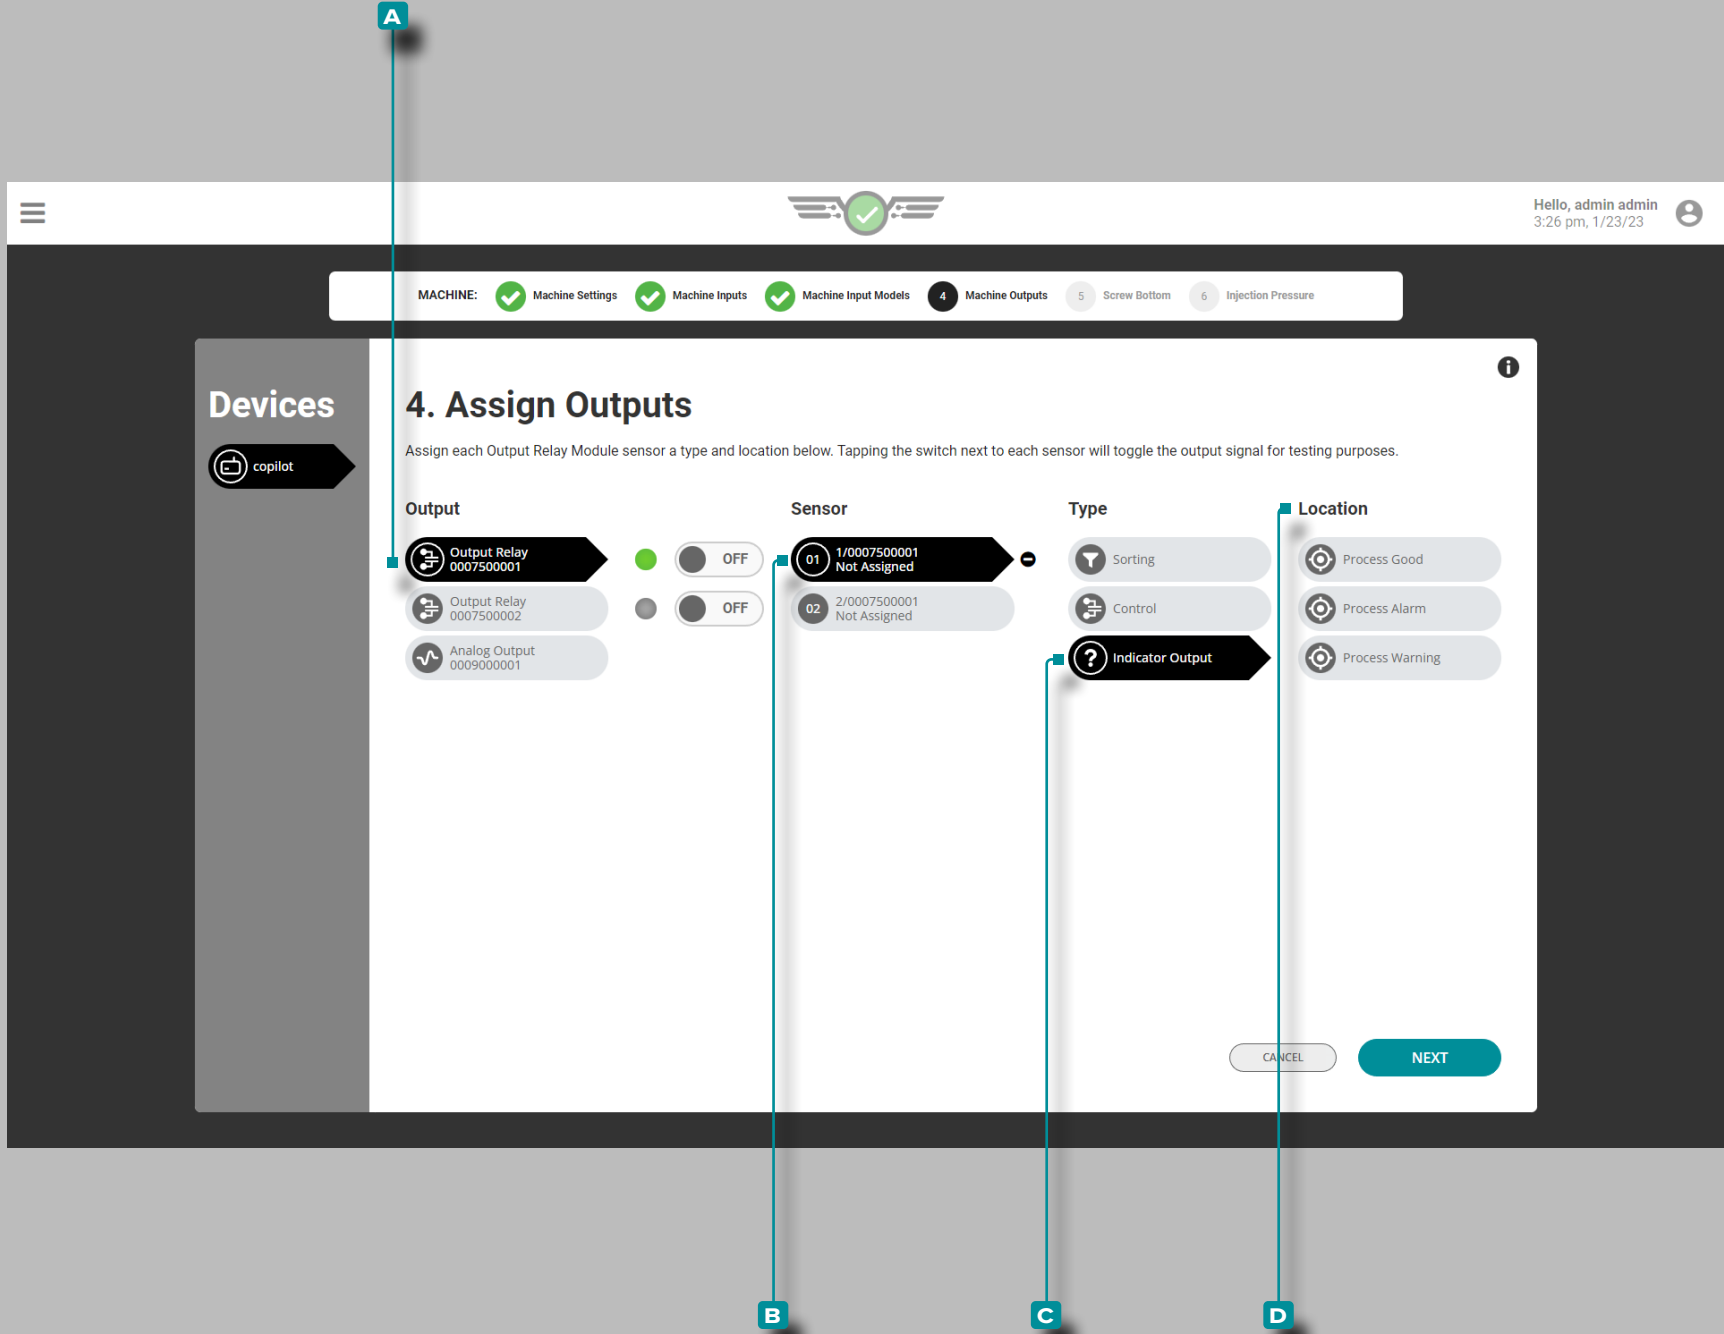 A
Hello, admin admin
3:26 pm, 1/23/23
MACHINE: Machine Settings Machine Inputs Machine Input Models 4 Machine Outputs 5 Screw Bottom 6 Injection Pressure
Devices
copilot
4. Assign Outputs
Assign each Output Relay Module sensor a type and location below. Tapping the switch next to each sensor will toggle the output signal for testing purposes.
Output
Output Relay
0007500001
Output Relay
0007500002
Analog Output
0009000001
OFF
OFF
Sensor
01 1/0007500001
Not Assigned
02 2/0007500001
Not Assigned
Type
Sorting
Control
Indicator Output
Location
Process Good
Process Alarm
Process Warning
CANCEL
NEXT
B
C
D